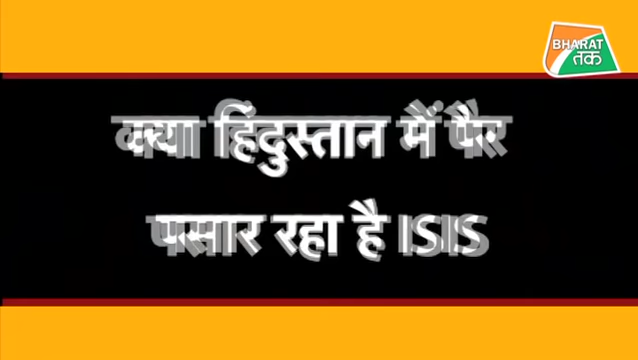 BHARAT
तक
क्या हिंदुस्तान में पैर
पसार रहा है ISIS